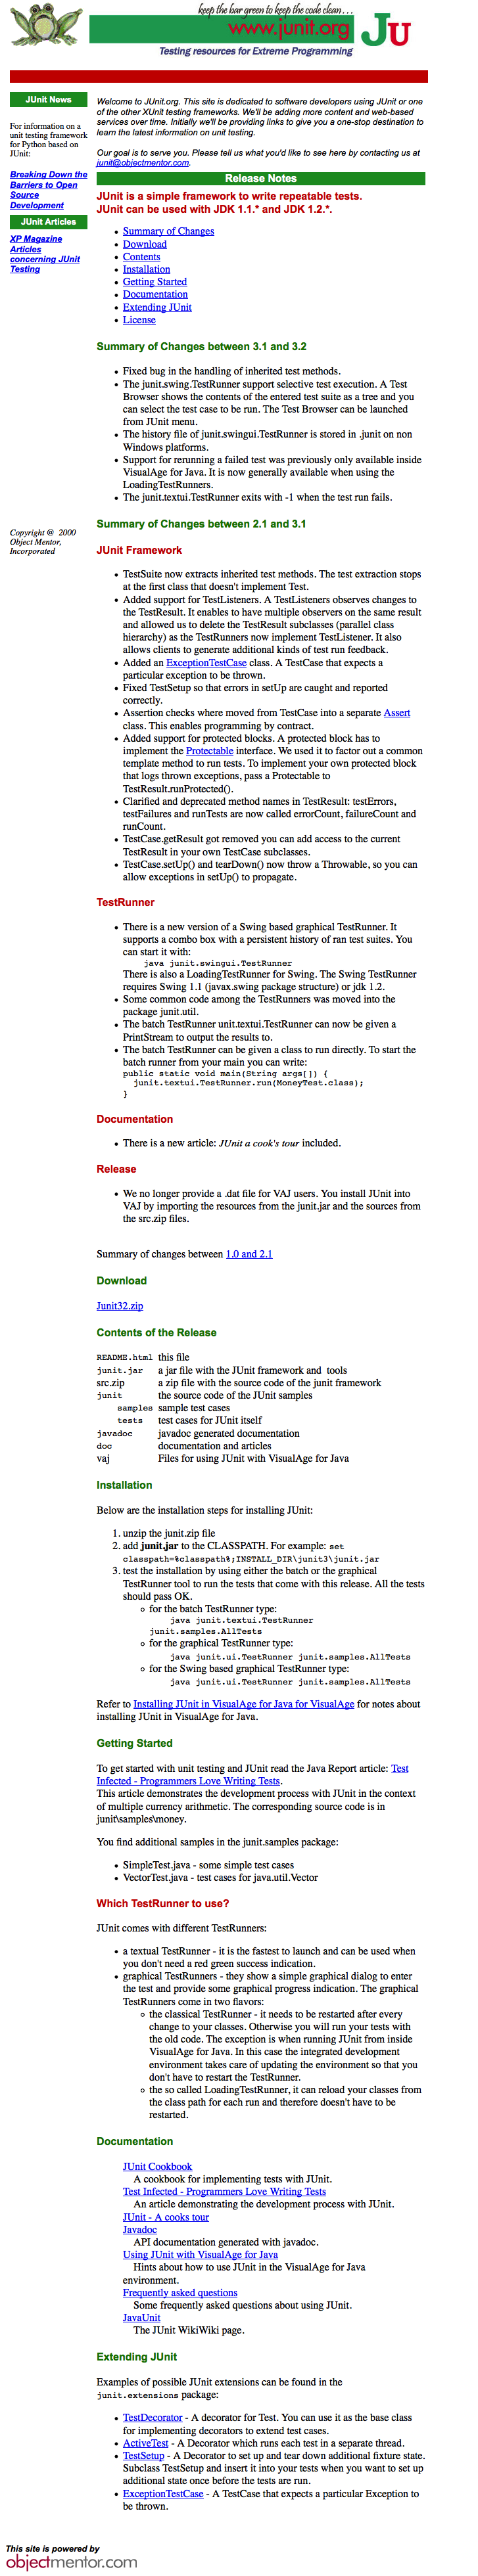 keep the bar green to keep the code clean...
www.junit.org
JU
Testing resources for Extreme Programming
JUnit News
For information on a
unit testing framework
for Python based on
JUnit:
Breaking Down the
Barriers to Open
Source
Development
JUnit Articles
XP Magazine
Articles
concerning JUnit
Testing
Copyright @ 2000
Object Mentor,
Incorporated
Welcome to JUnit.org. This site is dedicated to software developers using JUnit or one
of the other XUnit testing frameworks. We'll be adding more content and web-based
services over time. Initially we'll be providing links to give you a one-stop destination to
learn the latest information on unit testing.
Our goal is to serve you. Please tell us what you'd like to see here by contacting us at
junit@objectmentor.com.
Release Notes
JUnit is a simple framework to write repeatable tests.
JUnit can be used with JDK 1.1.* and JDK 1.2.*.
• Summary of Changes
• Download
• Contents
• Installation
• Getting Started
• Documentation
• Extending JUnit
• License
Summary of Changes between 3.1 and 3.2
• Fixed bug in the handling of inherited test methods.
• The junit.swing.TestRunner support selective test execution. A Test
Browser shows the contents of the entered test suite as a tree and you
can select the test case to be run. The Test Browser can be launched
from JUnit menu.
• The history file of junit.swingui.TestRunner is stored in .junit on non
Windows platforms.
• Support for rerunning a failed test was previously only available inside
VisualAge for Java. It is now generally available when using the
LoadingTestRunners.
• The junit.textui.TestRunner exits with -1 when the test run fails.
Summary of Changes between 2.1 and 3.1
JUnit Framework
• TestSuite now extracts inherited test methods. The test extraction stops
at the first class that doesn't implement Test.
• Added support for TestListeners. A TestListeners observes changes to
the TestResult. It enables to have multiple observers on the same result
and allowed us to delete the TestResult subclasses (parallel class
hierarchy) as the TestRunners now implement TestListener. It also
allows clients to generate additional kinds of test run feedback.
• Added an ExceptionTestCase class. A TestCase that expects a
particular exception to be thrown.
• Fixed TestSetup so that errors in setUp are caught and reported
correctly.
• Assertion checks where moved from TestCase into a separate Assert
class. This enables programming by contract.
• Added support for protected blocks. A protected block has to
implement the Protectable interface. We used it to factor out a common
template method to run tests. To implement your own protected block
that logs thrown exceptions, pass a Protectable to
TestResult.runProtected().
• Clarified and deprecated method names in TestResult: testErrors,
testFailures and runTests are now called errorCount, failureCount and
runCount.
• TestCase.getResult got removed you can add access to the current
TestResult in your own TestCase subclasses.
• TestCase.setUp() and tearDown() now throw a Throwable, so you can
allow exceptions in setUp() to propagate.
TestRunner
• There is a new version of a Swing based graphical TestRunner. It
supports a combo box with a persistent history of ran test suites. You
can start it with:
java junit.swingui.TestRunner
There is also a LoadingTestRunner for Swing. The Swing TestRunner
requires Swing 1.1 (javax.swing package structure) or jdk 1.2.
• Some common code among the TestRunners was moved into the
package junit.util.
• The batch TestRunner unit.textui.TestRunner can now be given a
PrintStream to output the results to.
• The batch TestRunner can be given a class to run directly. To start the
batch runner from your main you can write:
public static void main(String args[]) {
junit.textui.TestRunner.run(MoneyTest.class);
}
Documentation
• There is a new article: JUnit a cook's tour included.
Release
• We no longer provide a .dat file for VAJ users. You install JUnit into
VAJ by importing the resources from the junit.jar and the sources from
the src.zip files.
Summary of changes between 1.0 and 2.1
Download
Junit32.zip
Contents of the Release
README.html this file
junit.jar a jar file with the JUnit framework and tools
src.zip a zip file with the source code of the junit framework
junit the source code of the JUnit samples
samples sample test cases
tests test cases for JUnit itself
javadoc javadoc generated documentation
doc documentation and articles
vaj Files for using JUnit with VisualAge for Java
Installation
Below are the installation steps for installing JUnit:
1. unzip the junit.zip file
2. add junit.jar to the CLASSPATH. For example: set
classpath=%classpath%;INSTALL_DIR\junit3\junit.jar
3. test the installation by using either the batch or the graphical
TestRunner tool to run the tests that come with this release. All the tests
should pass OK.
◦ for the batch TestRunner type:
java junit.textui.TestRunner
junit.samples.AllTests
◦ for the graphical TestRunner type:
java junit.ui.TestRunner junit.samples.AllTests
◦ for the Swing based graphical TestRunner type:
java junit.ui.TestRunner junit.samples.AllTests
Refer to Installing JUnit in VisualAge for Java for VisualAge for notes about
installing JUnit in VisualAge for Java.
Getting Started
To get started with unit testing and JUnit read the Java Report article: Test
Infected - Programmers Love Writing Tests.
This article demonstrates the development process with JUnit in the context
of multiple currency arithmetic. The corresponding source code is in
junit\samples\money.
You find additional samples in the junit.samples package:
• SimpleTest.java - some simple test cases
• VectorTest.java - test cases for java.util.Vector
Which TestRunner to use?
JUnit comes with different TestRunners:
• a textual TestRunner - it is the fastest to launch and can be used when
you don't need a red green success indication.
• graphical TestRunners - they show a simple graphical dialog to enter
the test and provide some graphical progress indication. The graphical
TestRunners come in two flavors:
◦ the classical TestRunner - it needs to be restarted after every
change to your classes. Otherwise you will run your tests with
the old code. The exception is when running JUnit from inside
VisualAge for Java. In this case the integrated development
environment takes care of updating the environment so that you
don't have to restart the TestRunner.
◦ the so called LoadingTestRunner, it can reload your classes from
the class path for each run and therefore doesn't have to be
restarted.
Documentation
JUnit Cookbook
A cookbook for implementing tests with JUnit.
Test Infected - Programmers Love Writing Tests
An article demonstrating the development process with JUnit.
JUnit - A cooks tour
Javadoc
API documentation generated with javadoc.
Using JUnit with VisualAge for Java
Hints about how to use JUnit in the VisualAge for Java
environment.
Frequently asked questions
Some frequently asked questions about using JUnit.
JavaUnit
The JUnit WikiWiki page.
Extending JUnit
Examples of possible JUnit extensions can be found in the
junit.extensions package:
• TestDecorator - A decorator for Test. You can use it as the base class
for implementing decorators to extend test cases.
• ActiveTest - A Decorator which runs each test in a separate thread.
• TestSetup - A Decorator to set up and tear down additional fixture state.
Subclass TestSetup and insert it into your tests when you want to set up
additional state once before the tests are run.
• ExceptionTestCase - A TestCase that expects a particular Exception to
be thrown.
This site is powered by
objectmentor.com